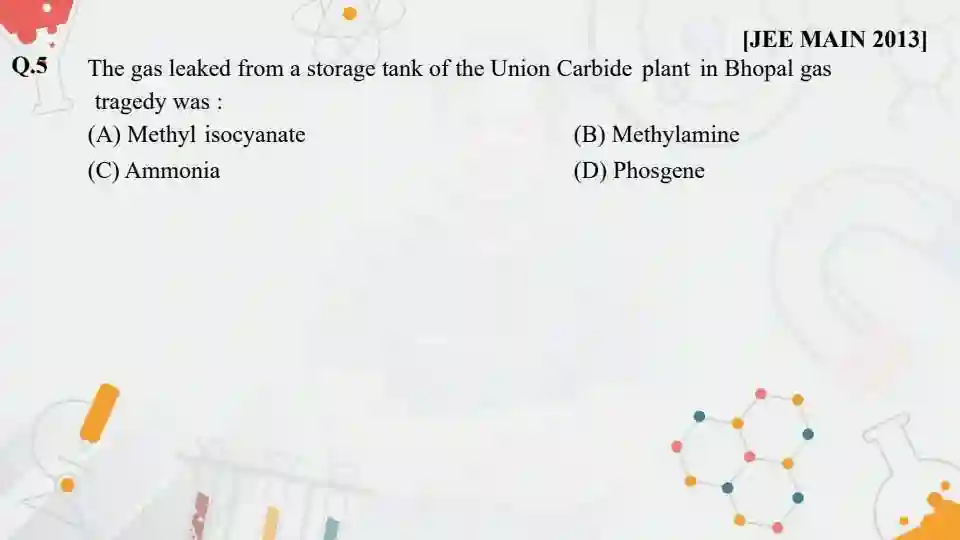 [JEE MAIN 2013]
Q.5 The gas leaked from a storage tank of the Union Carbide plant in Bhopal gas
tragedy was :
(A) Methyl isocyanate (B) Methylamine
(C) Ammonia (D) Phosgene